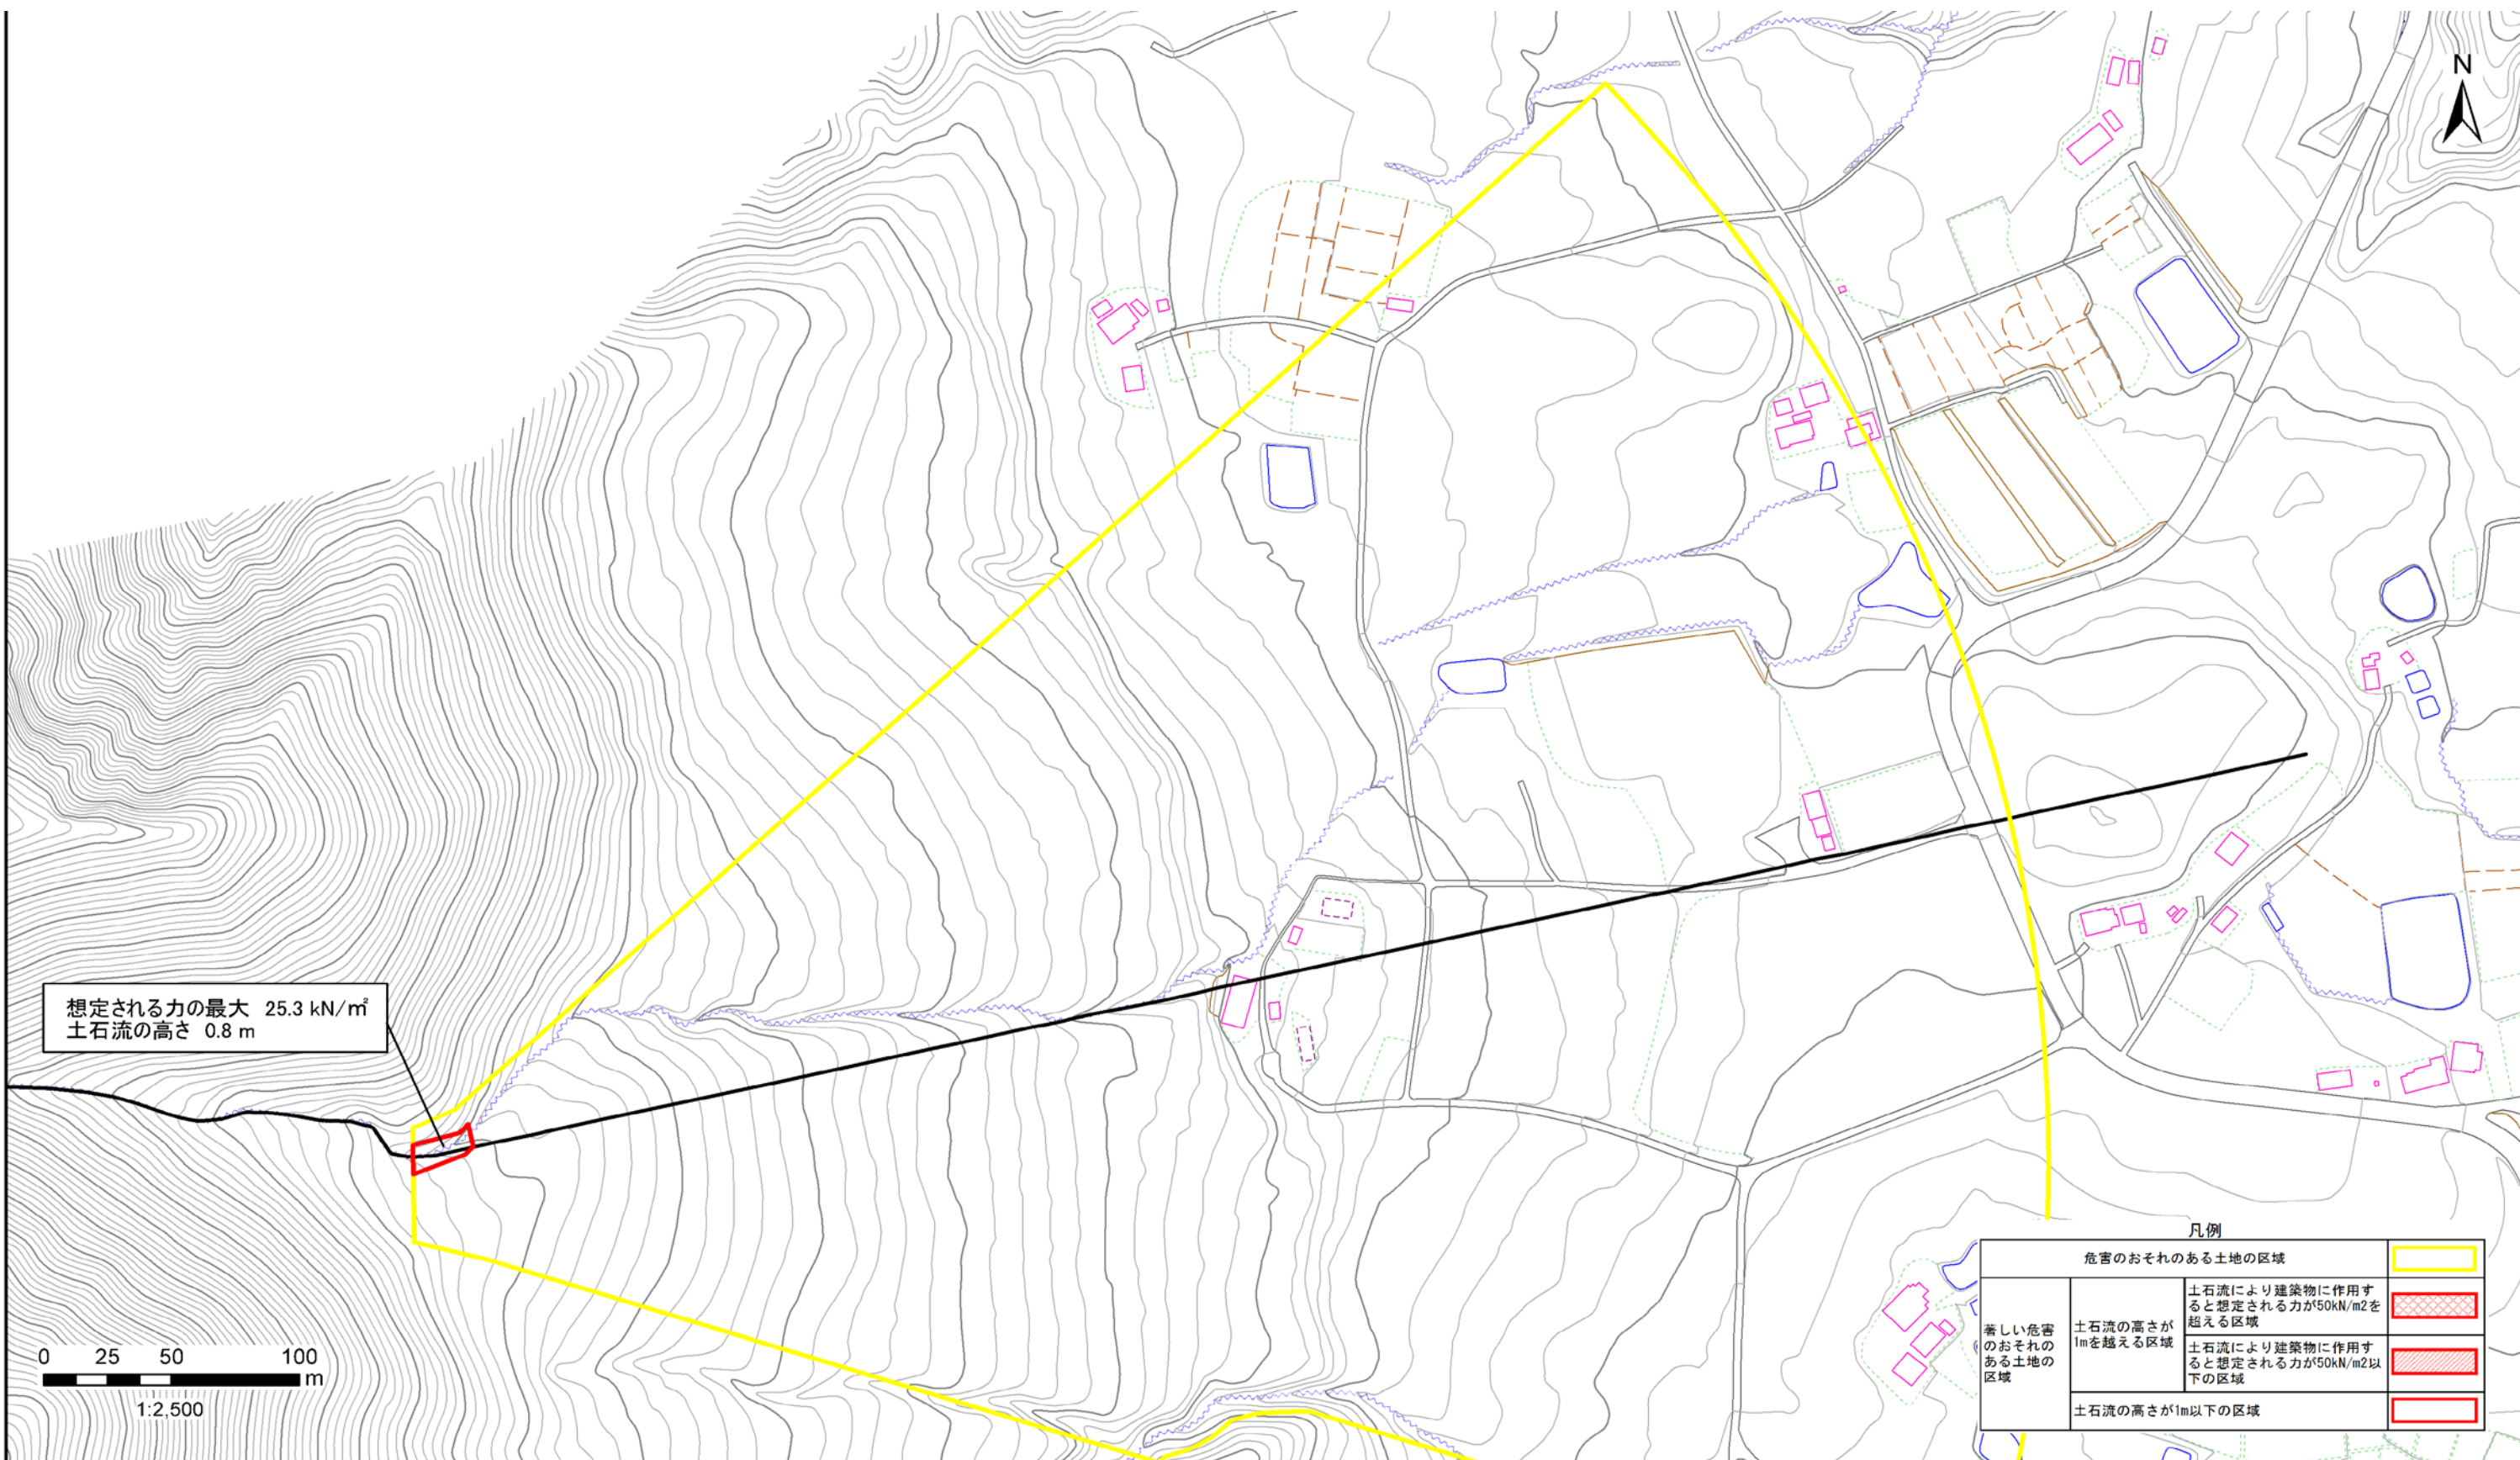 N
想定される力の最大 25.3 kN/㎡
土石流の高さ 0.8 m
0 25 50 100
m
1:2,500
凡例
危害のおそれのある土地の区域
著しい危害
のおそれの
ある土地の
区域
土石流の高さが
1mを越える区域
土石流により建築物に作用す
ると想定される力が50kN/m2を
超える区域
土石流により建築物に作用す
ると想定される力が50kN/m2以
下の区域
土石流の高さが1m以下の区域